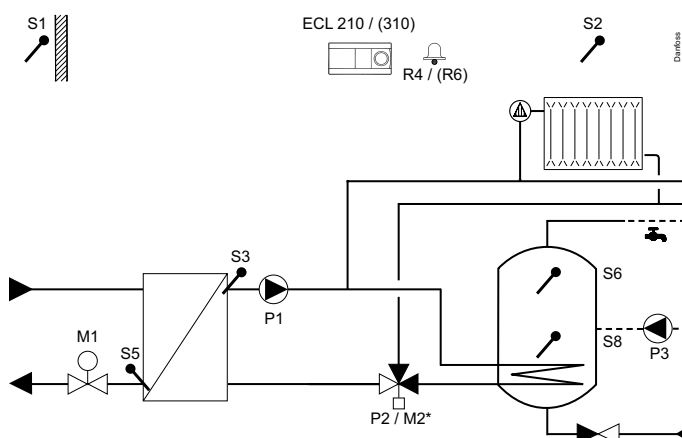 S1
ECL 210 / (310)
R4 / (R6)
S2
Danfoss
S3
P1
S6
M1
S5
S8
P3
P2 / M2*